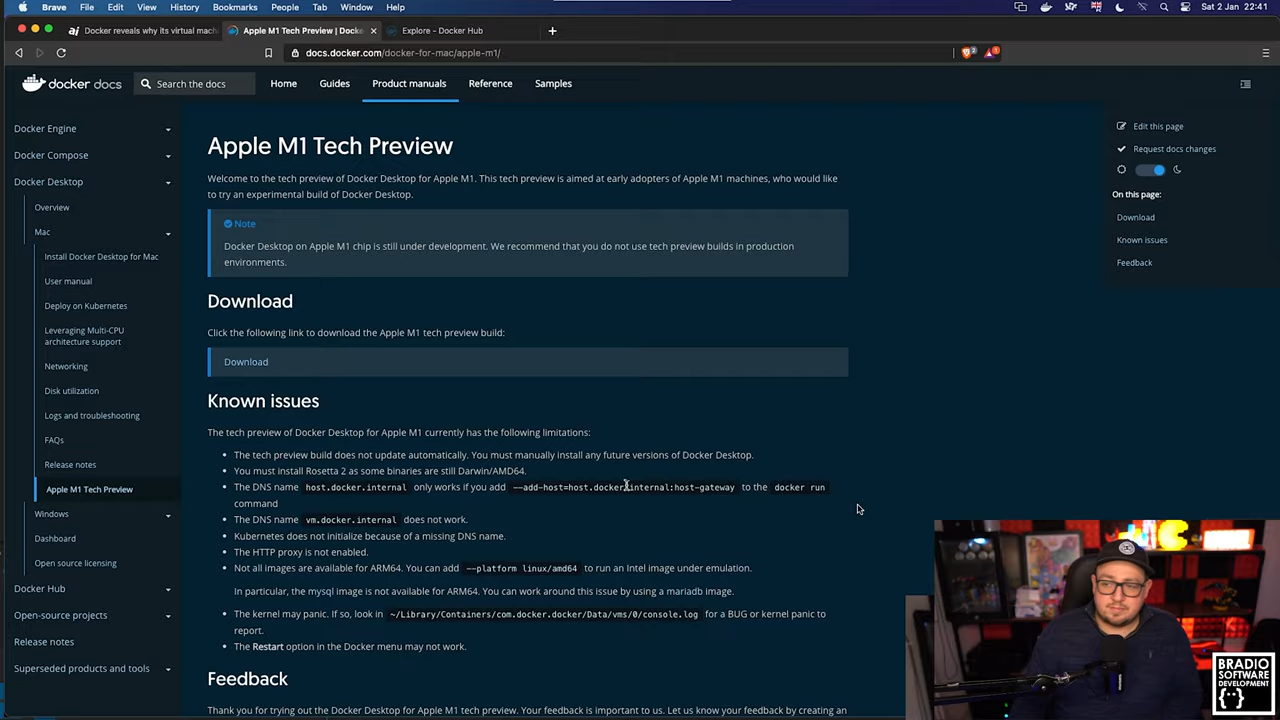 Brave File Edit View History Bookmarks People Tab Window Help Sat 2 Jan 22:41
Docker reveals why its virtual mach
Apple M1 Tech Preview | Docke
Explore - Docker Hub
docs.docker.com/docker-for-mac/apple-m1/
docker docs
Search the docs
Home
Guides
Product manuals
Reference
Samples
Docker Engine
Docker Compose
Docker Desktop
Overview
Mac
Install Docker Desktop for Mac
User manual
Deploy on Kubernetes
Leveraging Multi-CPU
architecture support
Networking
Disk utilization
Logs and troubleshooting
FAQs
Release notes
Apple M1 Tech Preview
Windows
Dashboard
Open source licensing
Docker Hub
Open-source projects
Release notes
Superseded products and tools
Apple M1 Tech Preview
Welcome to the tech preview of Docker Desktop for Apple M1. This tech preview is aimed at early adopters of Apple M1 machines, who would like
to try an experimental build of Docker Desktop.
Note
Docker Desktop on Apple M1 chip is still under development. We recommend that you do not use tech preview builds in production
environments.
Download
Click the following link to download the Apple M1 tech preview build:
Download
Known issues
The tech preview of Docker Desktop for Apple M1 currently has the following limitations:
The tech preview build does not update automatically. You must manually install any future versions of Docker Desktop.
You must install Rosetta 2 as some binaries are still Darwin/AMD64.
The DNS name host.docker.internal only works if you add --add-host=host.docker.internal:host-gateway to the docker run
command
The DNS name vm.docker.internal does not work.
Kubernetes does not initialize because of a missing DNS name.
The HTTP proxy is not enabled.
Not all images are available for ARM64. You can add --platform linux/amd64 to run an Intel image under emulation.
In particular, the mysql image is not available for ARM64. You can work around this issue by using a mariadb image.
The kernel may panic. If so, look in ~/Library/Containers/com.docker.docker/Data/vms/0/console.log for a BUG or kernel panic to
report.
The Restart option in the Docker menu may not work.
Feedback
Thank you for trying out the Docker Desktop for Apple M1 tech preview. Your feedback is important to us. Let us know your feedback by creating an
Edit this page
Request docs changes
On this page:
Download
Known issues
Feedback
BRADIO
SOFTWARE
DEVELOPMENT
{··}